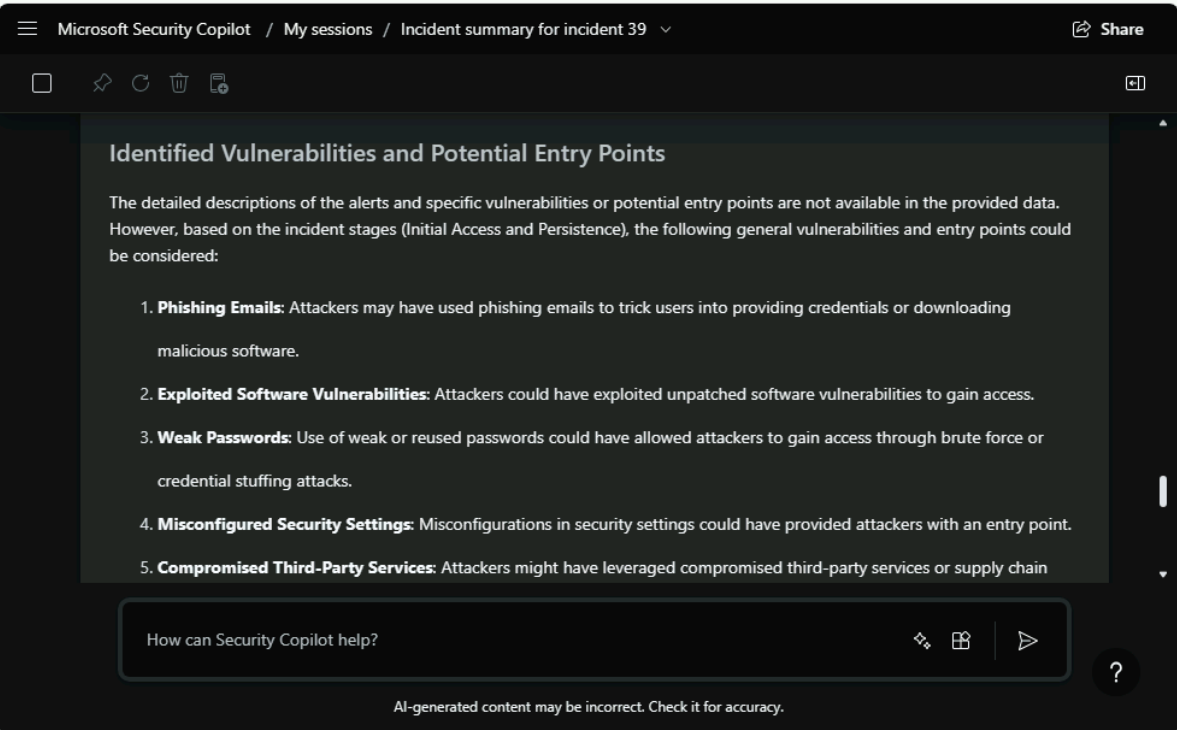 Microsoft Security Copilot / My sessions / Incident summary for incident 39
Share
Identified Vulnerabilities and Potential Entry Points
The detailed descriptions of the alerts and specific vulnerabilities or potential entry points are not available in the provided data.
However, based on the incident stages (Initial Access and Persistence), the following general vulnerabilities and entry points could
be considered:
1. Phishing Emails: Attackers may have used phishing emails to trick users into providing credentials or downloading
malicious software.
2. Exploited Software Vulnerabilities: Attackers could have exploited unpatched software vulnerabilities to gain access.
3. Weak Passwords: Use of weak or reused passwords could have allowed attackers to gain access through brute force or
credential stuffing attacks.
4. Misconfigured Security Settings: Misconfigurations in security settings could have provided attackers with an entry point.
5. Compromised Third-Party Services: Attackers might have leveraged compromised third-party services or supply chain
How can Security Copilot help?
?
AI-generated content may be incorrect. Check it for accuracy.